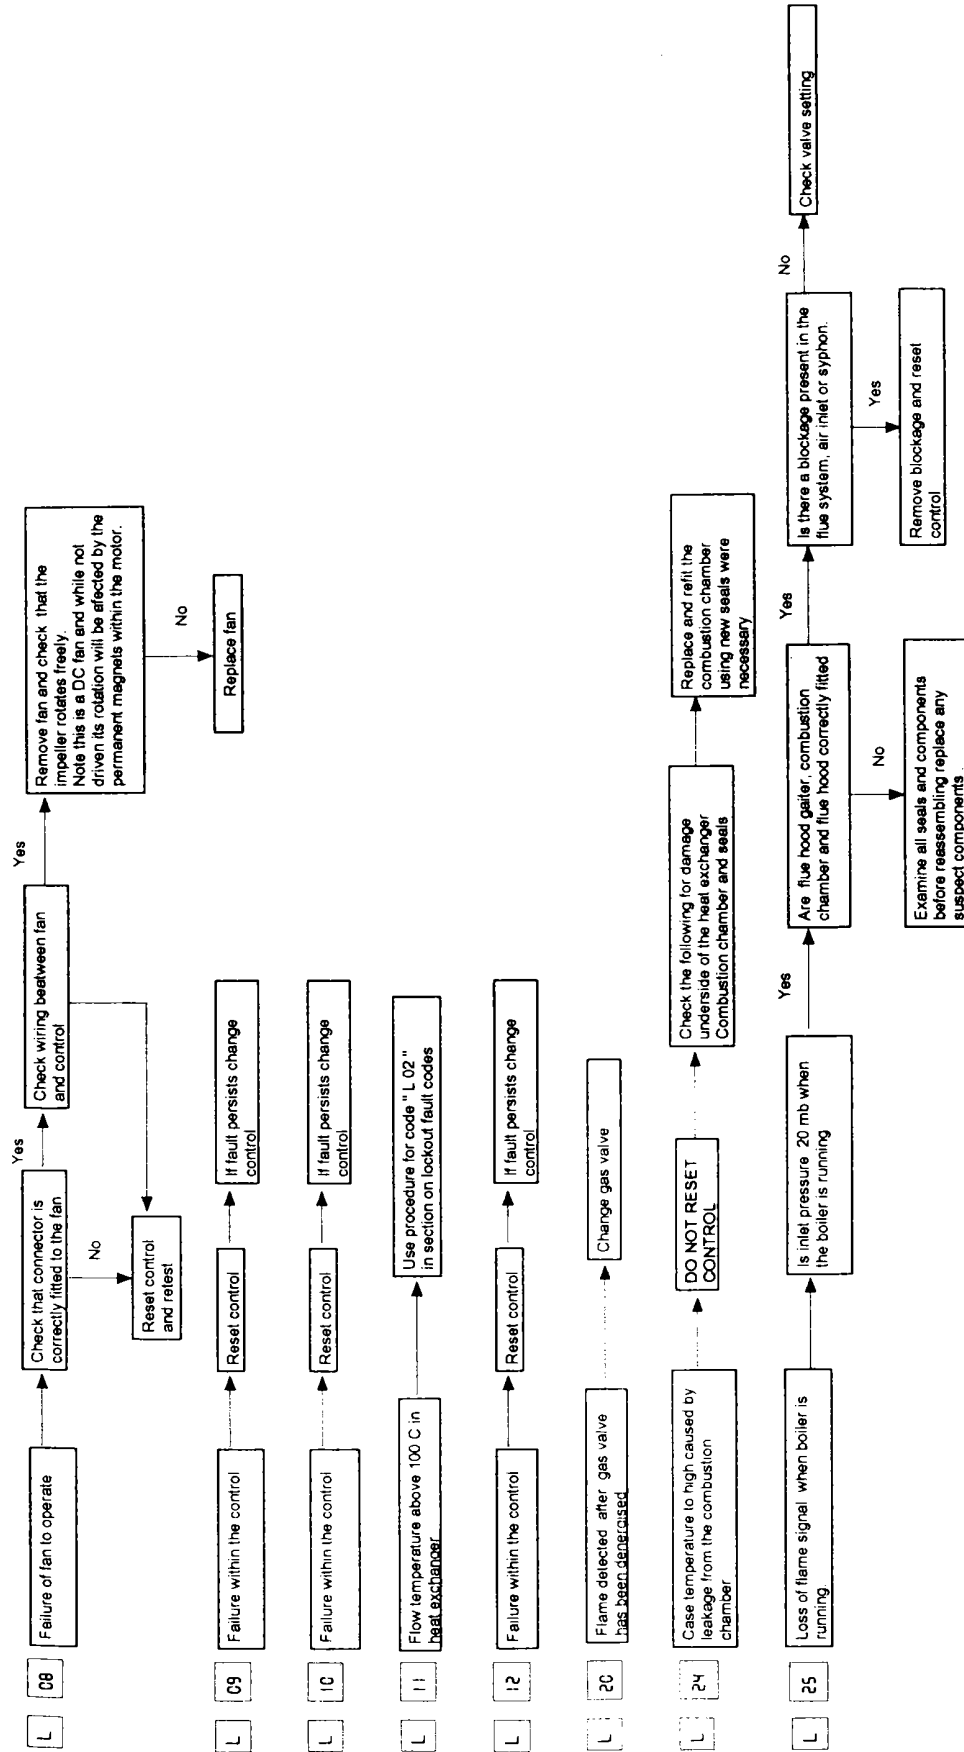 L 08
Failure of fan to operate
Check that connector is
correctly fitted to the fan
Yes
No
Reset control
and retest
Check wiring beatween fan
and control
Yes
Remove fan and check that the
impeller rotates freely.
Note this is a DC fan and while not
driven its rotation will be afected by the
permanent magnets within the motor.
No
Replace fan
L 09
Failure within the control
Reset control
If fault persists change
control
L 10
Failure within the control
Reset control
If fault persists change
control
L 11
Flow temperature above 100 C in
heat exchanger
Use procedure for code " L 02 "
in section on lockout fault codes
L 12
Failure within the control
Reset control
If fault persists change
control
L 20
Flame detected after gas valve
has been denergised
Change gas valve
L 24
Case temperature to high caused by
leakage from the combustion
chamber
DO NOT RESET
CONTROL
Check the following for damage
underside of the heat exchanger
Combustion chamber and seals
Replace and refit the
combustion chamber
using new seals were
necessary
L 25
Loss of flame signal when boiler is
running.
Is inlet pressure 20 mb when
the boiler is running
Yes
Are flue hood gaiter, combustion
chamber and flue hood correctly fitted
No
Examine all seals and components
before reassembling replace any
suspect components .
Yes
Is there a blockage present in the
flue system, air inlet or syphon.
Yes
Remove blockage and reset
control
No
Check valve setting